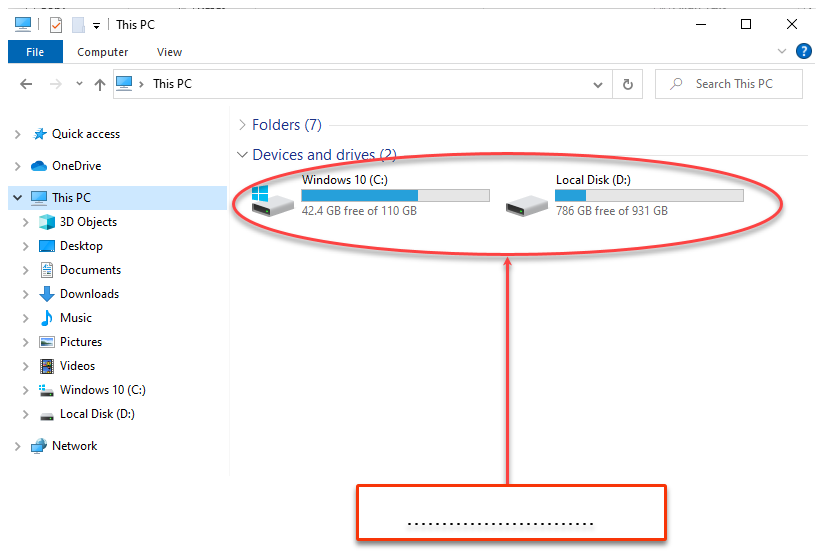 This PC
File Computer View
This PC Search This PC
Quick access
OneDrive
This PC
3D Objects
Desktop
Documents
Downloads
Music
Pictures
Videos
Windows 10 (C:)
Local Disk (D:)
Network
Folders (7)
Devices and drives (2)
Windows 10 (C:)
42.4 GB free of 110 GB
Local Disk (D:)
786 GB free of 931 GB
...........................